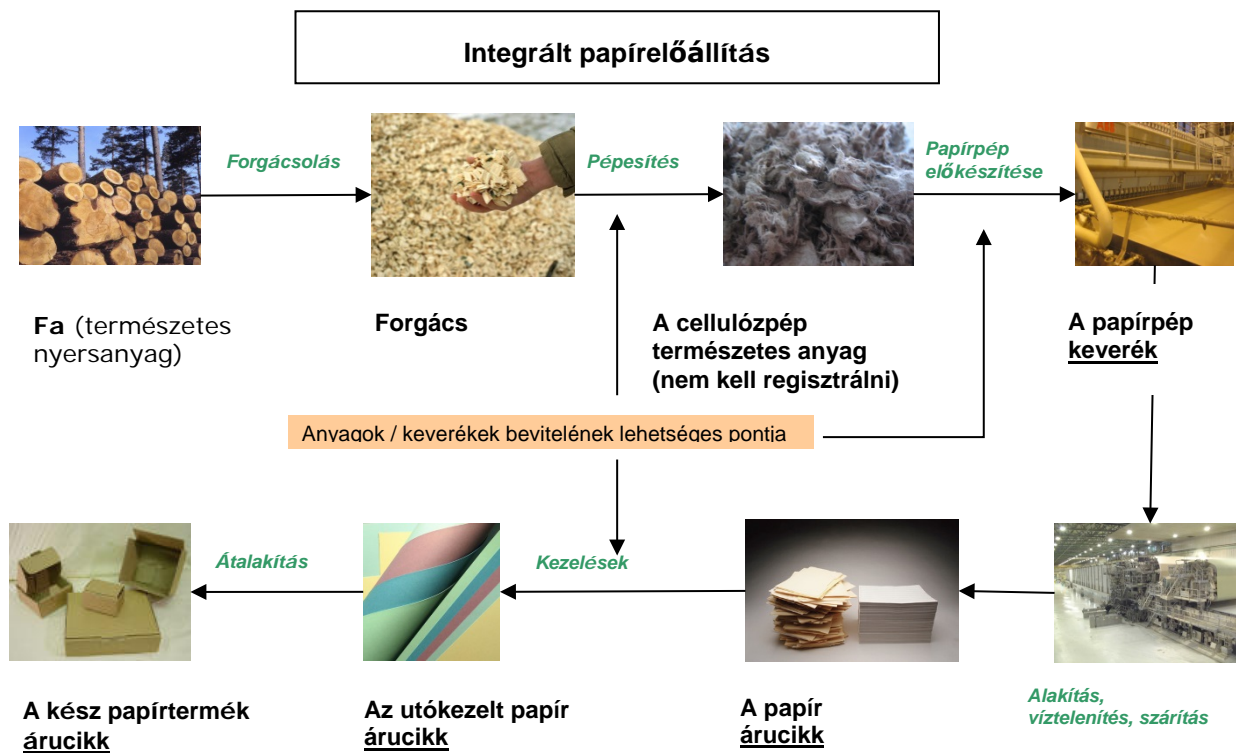 Integrált papírelőállítás
Forgácsolás
Pépesítés
Papírpép
előkészítése
Fa (természetes
nyersanyag)
Forgács
A cellulózpép
természetes anyag
(nem kell regisztrálni)
A papírpép
keverék
Anyagok / keverékek bevitelének lehetséges pontja
Átalakítás
Kezelések
A kész papírtermék
árucikk
Az utókezelt papír
árucikk
A papír
árucikk
Alakítás,
víztelenítés, szárítás